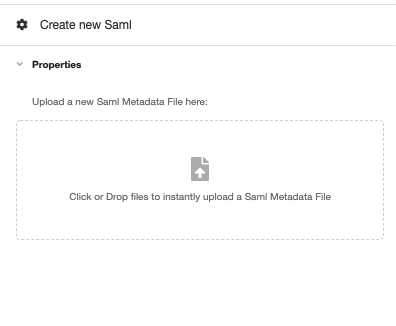 Create new Saml
Properties
Upload a new Saml Metadata File here:
Click or Drop files to instantly upload a Saml Metadata File